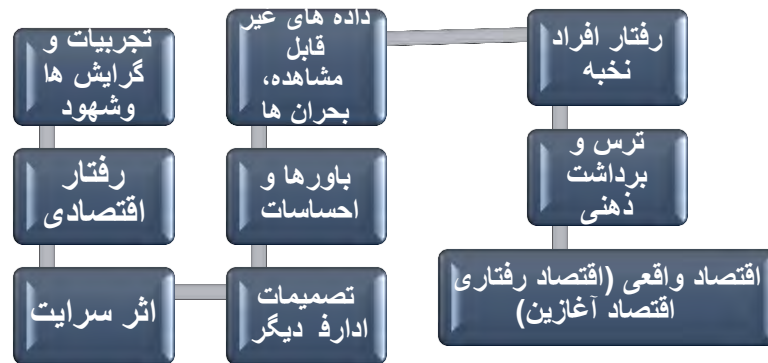 تجربیات و
گرایش ها
وشهود
رفتار
اقتصادی
اثر سرایت
تصمیمات
ادارف دیگر
باورها و
احساسات
داده های غیر
قابل
مشاهده،
بحران ها
رفتار افراد
نخبه
ترس و
برداشت
ذهنی
اقتصاد واقعی (اقتصاد رفتاری
اقتصاد آغازین)